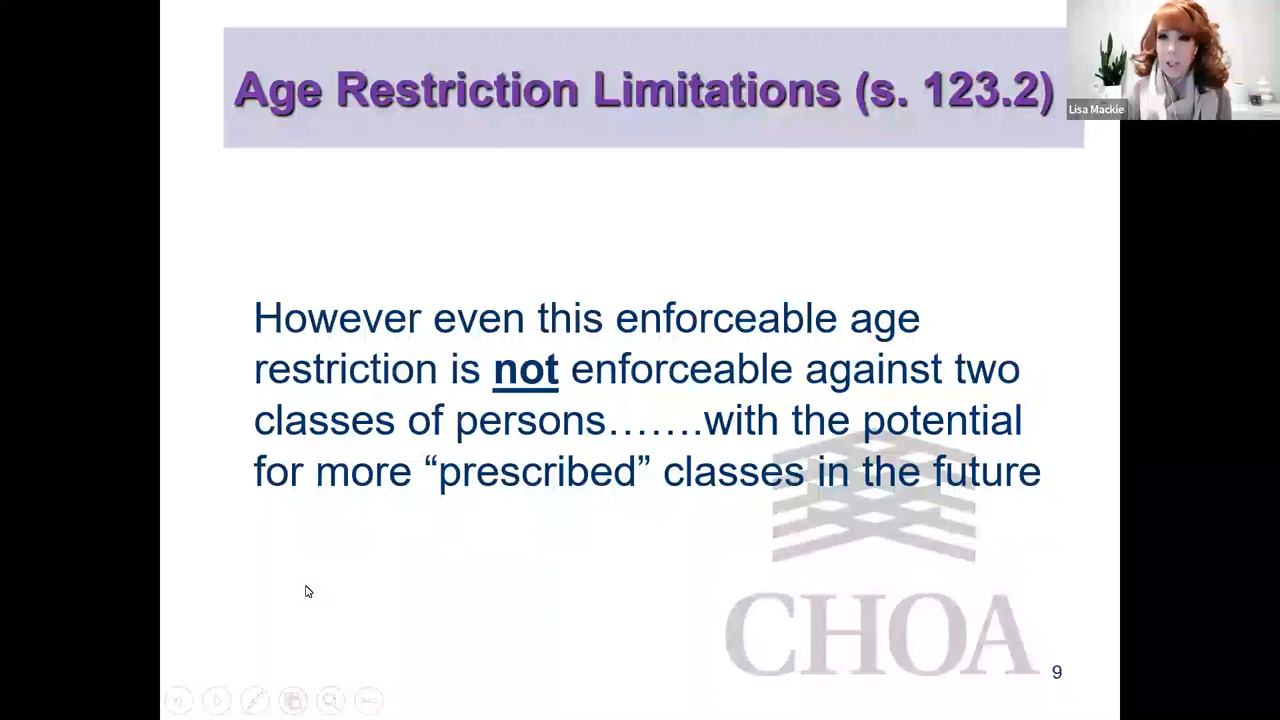 Age Restriction Limitations (s. 123.2)
Lisa Mackie
However even this enforceable age
restriction is not enforceable against two
classes of persons…….with the potential
for more “prescribed” classes in the future
CHOA
9